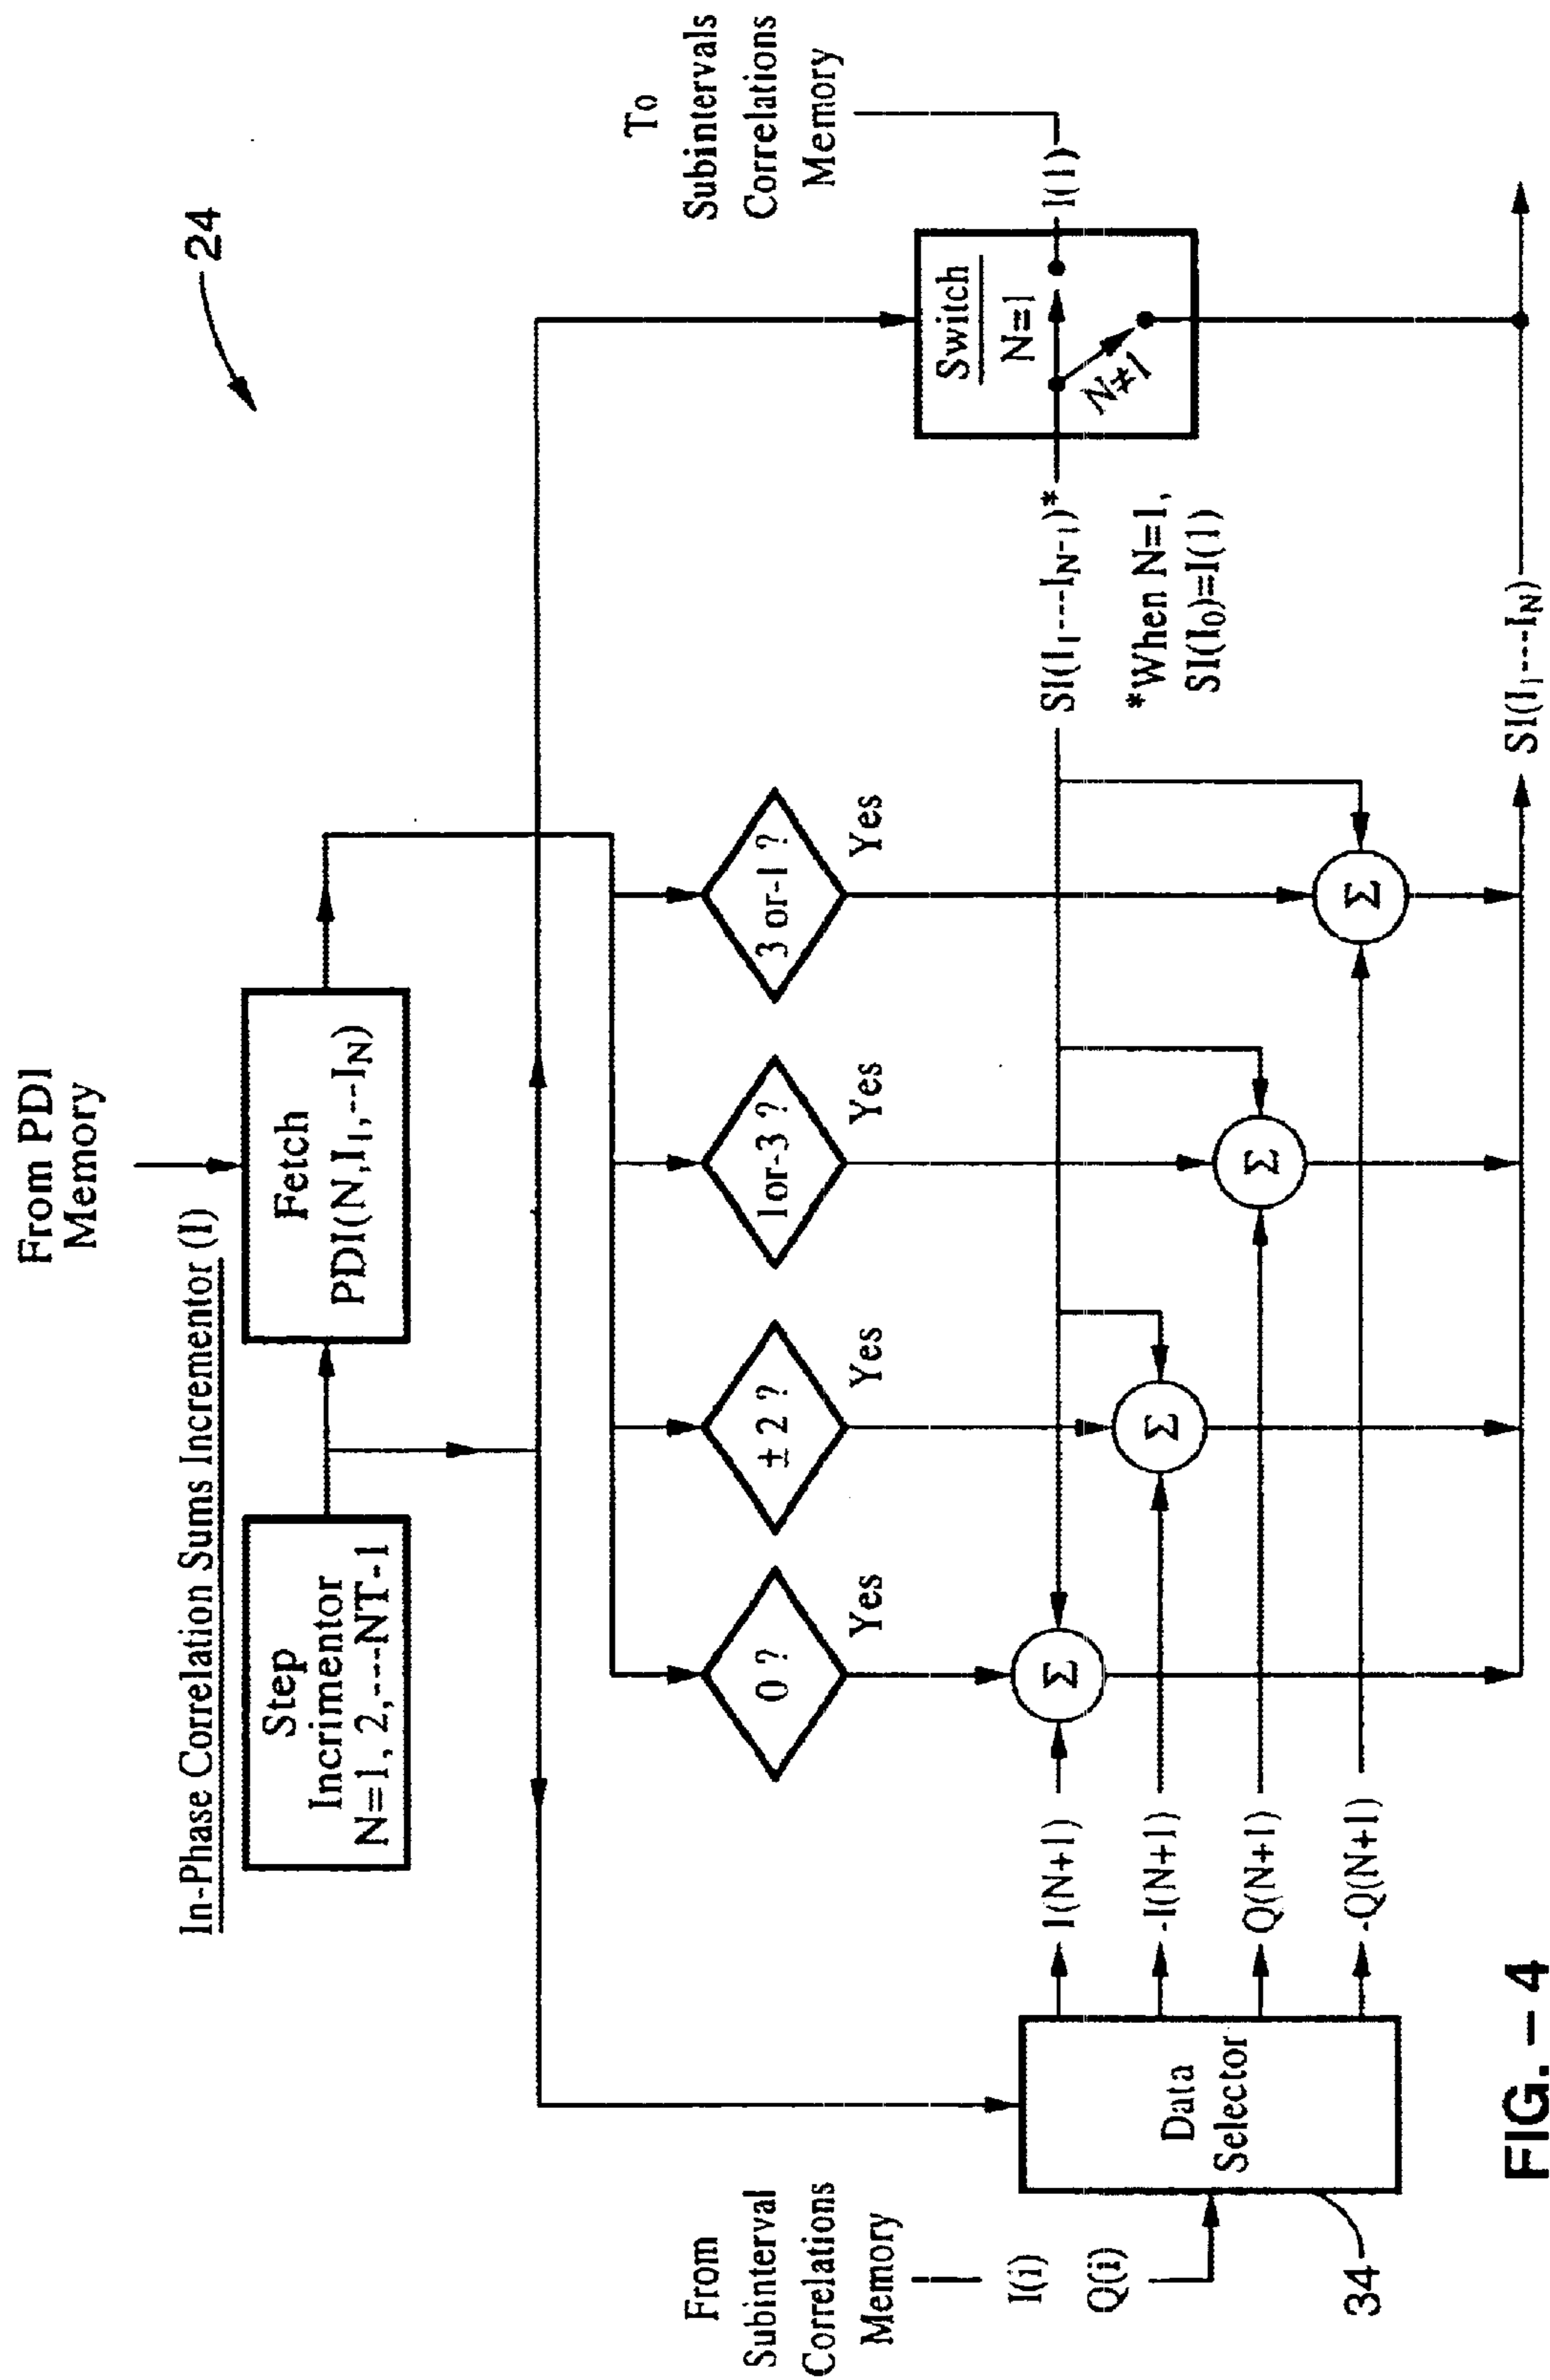 24
From PDI
Memory
In-Phase Correlation Sums Incrementor (I)
Step
Incrimentor
N=1, 2,---NT-1
Fetch
PDI(N,I₁,--I_N)
0 ?
Yes
± 2 ?
Yes
1or-3 ?
Yes
3 or-1 ?
Yes
To
Subintervals
Correlations
Memory
Switch
N=1
N≠1
I(1)
From
Subinterval
Correlations
Memory
I(i)
Q(i)
Data
Selector
34
I(N+1)
-I(N+1)
Q(N+1)
-Q(N+1)
Σ
Σ
Σ
Σ
SI(I₁---I_N-1)*
*When N=1,
SI(I₀)=I(1)
SI(I₁----I_N)
FIG. – 4